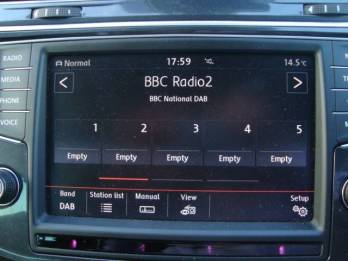 RADIO
MEDIA
PHONE
VOICE
Normal 17:59 14.5°C
< BBC Radio2 >
BBC National DAB
1 2 3 4 5
Empty Empty Empty Empty Empty
Band Station list Manual View Setup
DAB